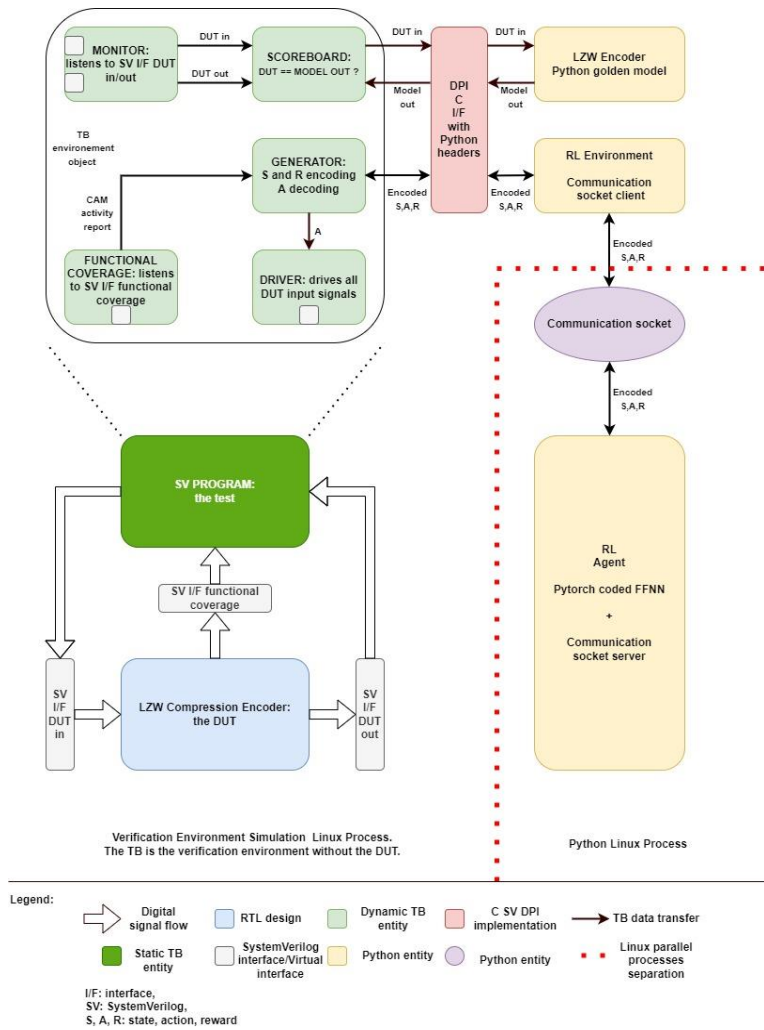 MONITOR:
listens to SV I/F DUT
in/out
DUT in
DUT out
SCOREBOARD:
DUT == MODEL OUT ?
DUT in
Model
out
DPI
C
I/F
with
Python
headers
DUT in
Model
out
LZW Encoder
Python golden model
TB
environement
object
GENERATOR:
S and R encoding
A decoding
Encoded
S,A,R
Encoded
S,A,R
RL Environment
Communication
socket client
CAM
activity
report
A
FUNCTIONAL
COVERAGE: listens
to SV I/F functional
coverage
DRIVER: drives all
DUT input signals
Encoded
S,A,R
Communication socket
Encoded
S,A,R
SV PROGRAM:
the test
SV I/F functional
coverage
SV
I/F
DUT
in
LZW Compression Encoder:
the DUT
SV
I/F
DUT
out
RL
Agent
Pytorch coded FFNN
+
Communication
socket server
Verification Environment Simulation Linux Process.
The TB is the verification environment without the DUT.
Python Linux Process
Legend:
Digital
signal flow
RTL design
Dynamic TB
entity
C SV DPI
implementation
TB data transfer
Static TB
entity
SystemVerilog
interface/Virtual
interface
Python entity
Python entity
Linux parallel
processes
separation
I/F: interface,
SV: SystemVerilog,
S, A, R: state, action, reward